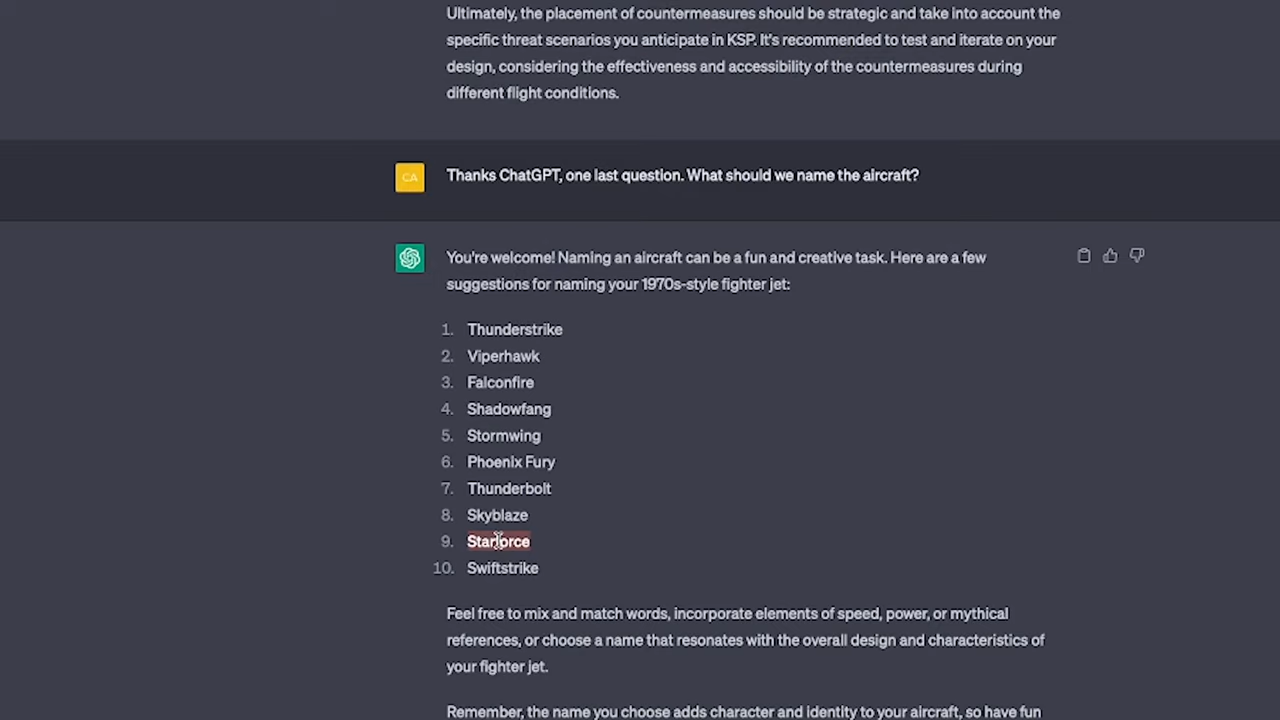 Ultimately, the placement of countermeasures should be strategic and take into account the
specific threat scenarios you anticipate in KSP. It's recommended to test and iterate on your
design, considering the effectiveness and accessibility of the countermeasures during
different flight conditions.
CA
Thanks ChatGPT, one last question. What should we name the aircraft?
You're welcome! Naming an aircraft can be a fun and creative task. Here are a few
suggestions for naming your 1970s-style fighter jet:
1. Thunderstrike
2. Viperhawk
3. Falconfire
4. Shadowfang
5. Stormwing
6. Phoenix Fury
7. Thunderbolt
8. Skyblaze
9. Starforce
10. Swiftstrike
Feel free to mix and match words, incorporate elements of speed, power, or mythical
references, or choose a name that resonates with the overall design and characteristics of
your fighter jet.
Remember, the name you choose adds character and identity to your aircraft, so have fun